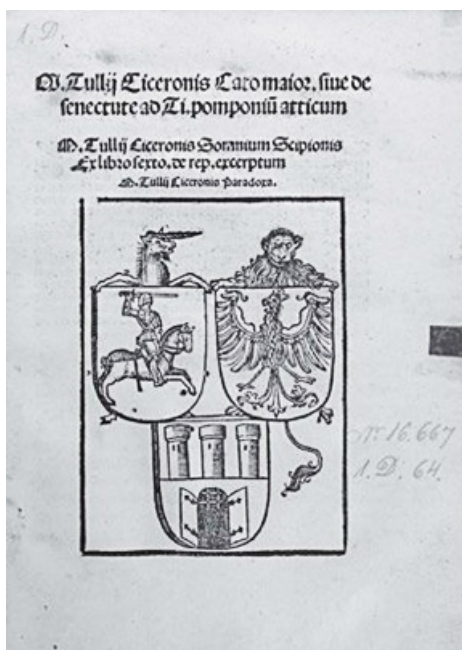 1. D.
M. Tullij Ciceronis Cato maior. siue de
senectute ad Ti. pomponiū atticum
M. Tullij Ciceronis Somnium Scipionis
Ex libro sexto. de rep. excerptum
M. Tullij Ciceronis Paradoxa.
Nr. 16.667
1. D. 64.